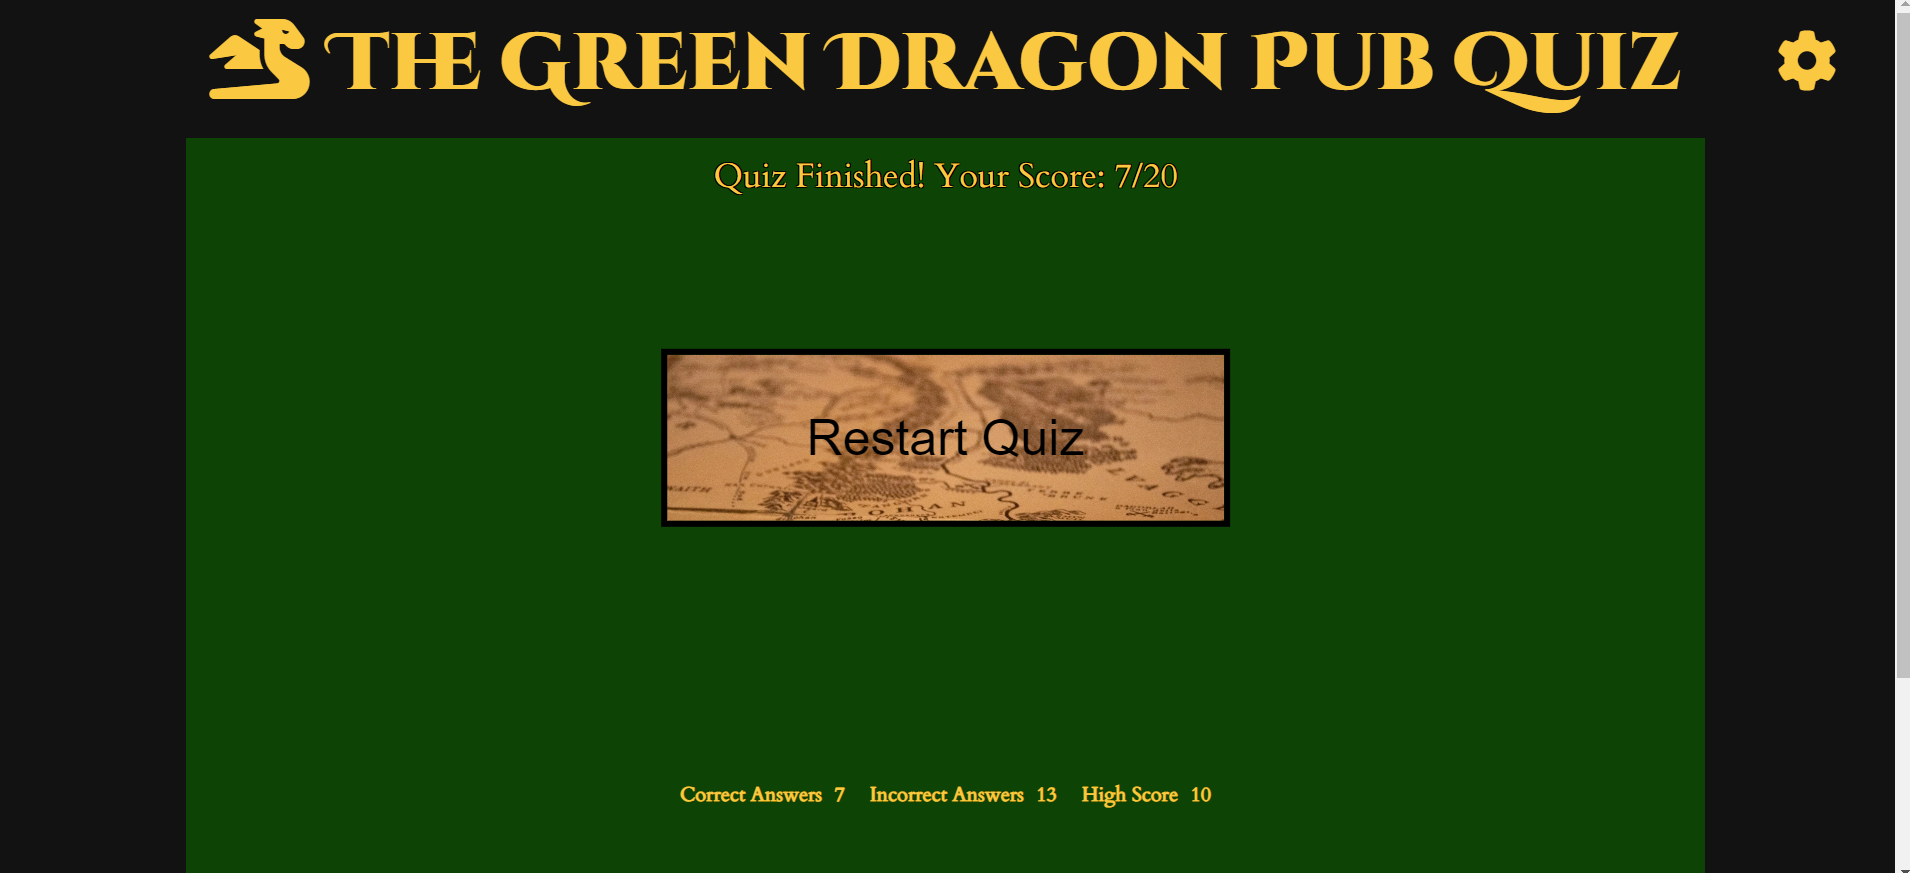 The Green Dragon Pub Quiz
Quiz Finished! Your Score: 7/20
Restart Quiz
OHAN
Correct Answers 7 Incorrect Answers 13 High Score 10